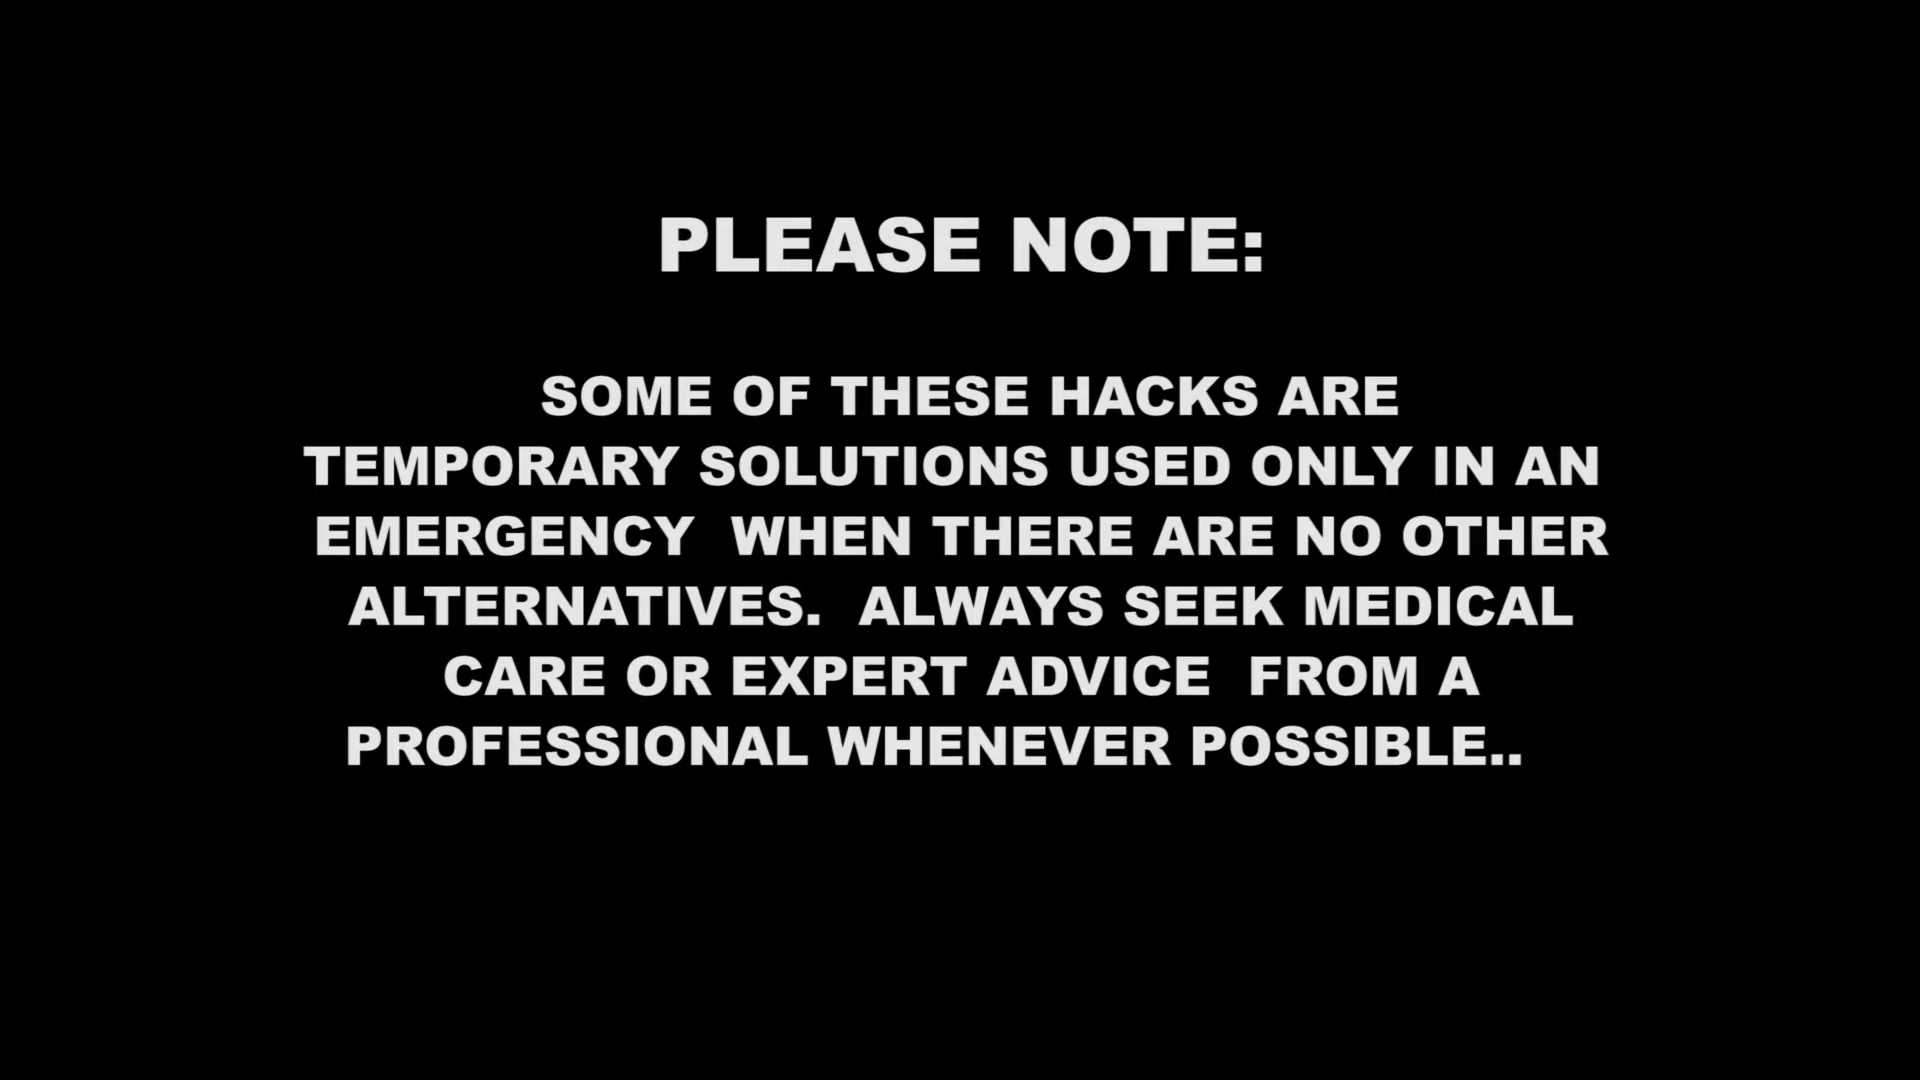 PLEASE NOTE:
SOME OF THESE HACKS ARE
TEMPORARY SOLUTIONS USED ONLY IN AN
EMERGENCY  WHEN THERE ARE NO OTHER
ALTERNATIVES.  ALWAYS SEEK MEDICAL
CARE OR EXPERT ADVICE  FROM A
PROFESSIONAL WHENEVER POSSIBLE..